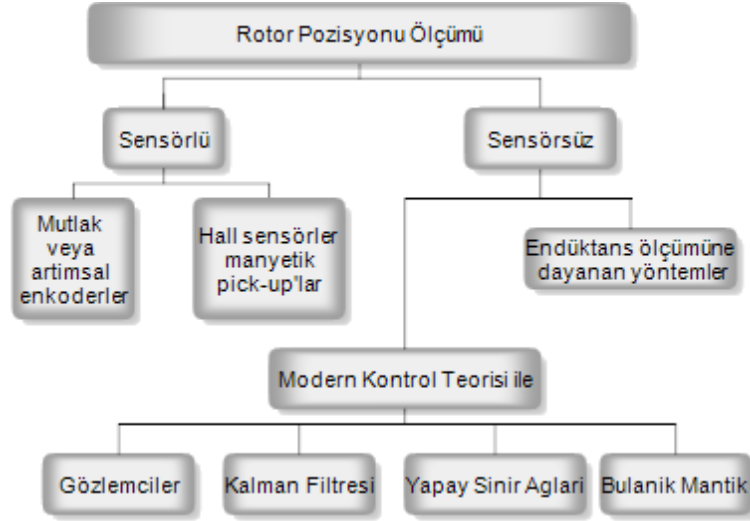 Rotor Pozisyonu Ölçümü
Sensörlü
Sensörsüz
Mutlak
veya
artimsal
enkoderler
Hall sensörler
manyetik
pick-up'lar
Endüktans ölçümüne
dayanan yöntemler
Modern Kontrol Teorisi ile
Gözlemciler
Kalman Filtresi
Yapay Sinir Aglari
Bulanik Mantik